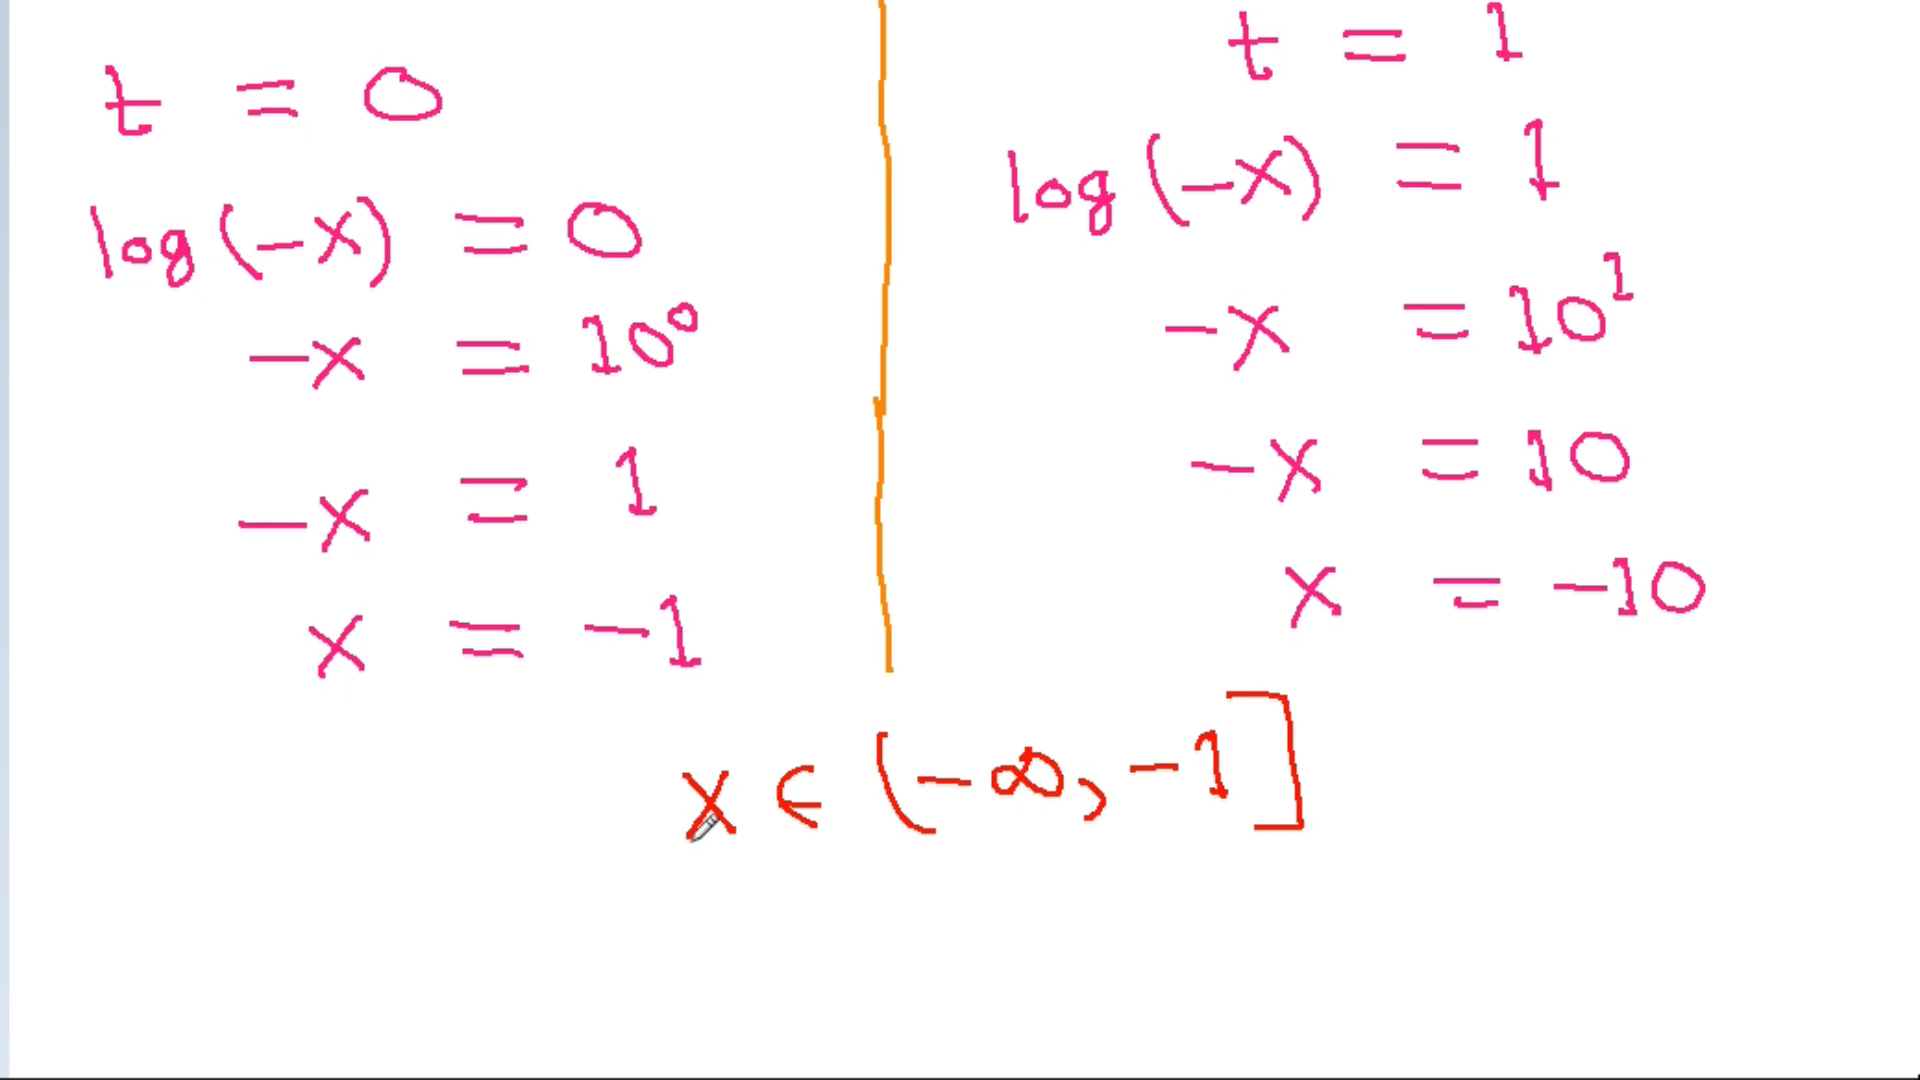 t = 0
log(-x) = 0
-x = 10⁰
-x = 1
x = -1
t = 1
log(-x) = 1
-x = 10¹
-x = 10
x = -10
x ∈ (-∞, -1]